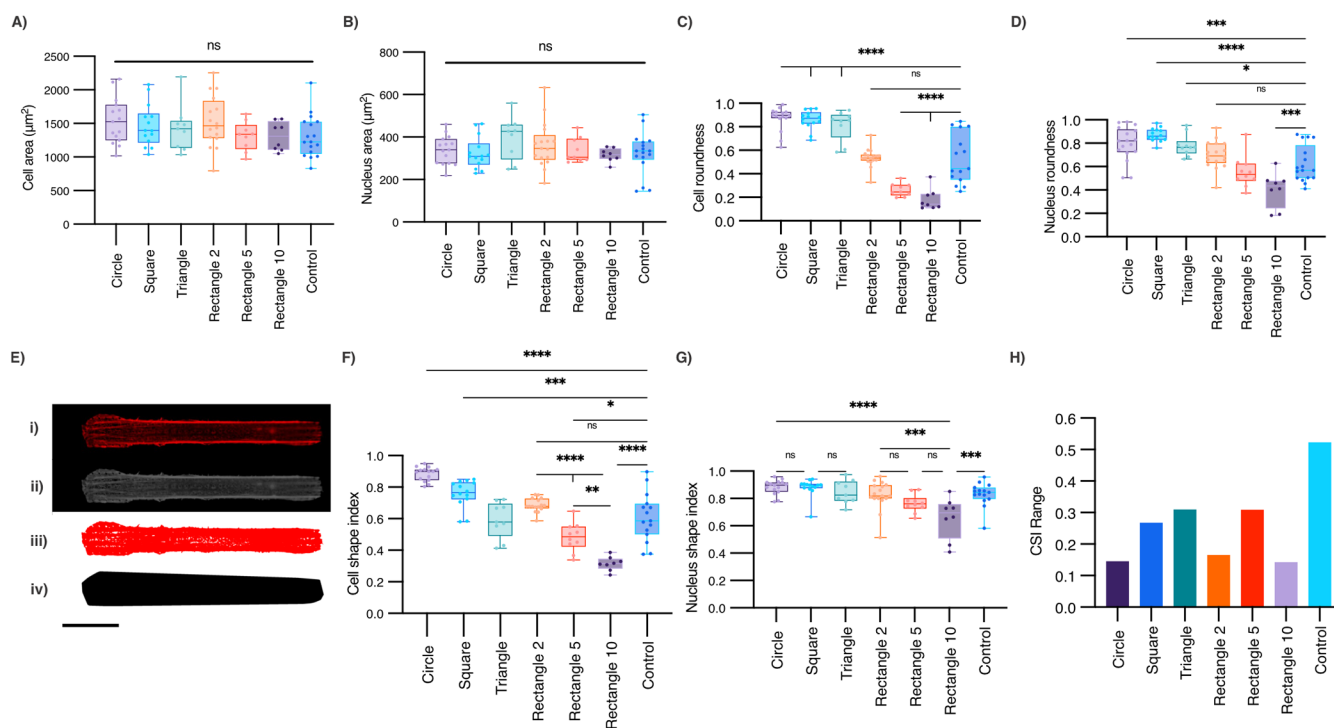 A)
ns
Cell area (μm²)
2500
2000
1500
1000
500
0
Circle
Square
Triangle
Rectangle 2
Rectangle 5
Rectangle 10
Control
B)
ns
Nucleus area (μm²)
800
600
400
200
0
Circle
Square
Triangle
Rectangle 2
Rectangle 5
Rectangle 10
Control
C)
****
ns
****
Cell roundness
1.0
0.8
0.6
0.4
0.2
0.0
Circle
Square
Triangle
Rectangle 2
Rectangle 5
Rectangle 10
Control
D)
***
****
*
ns
***
Nucleus roundness
1.0
0.8
0.6
0.4
0.2
0.0
Circle
Square
Triangle
Rectangle 2
Rectangle 5
Rectangle 10
Control
E)
i)
ii)
iii)
iv)
F)
****
***
*
ns
****
****
**
Cell shape index
1.0
0.8
0.6
0.4
0.2
0.0
Circle
Square
Triangle
Rectangle 2
Rectangle 5
Rectangle 10
Control
G)
****
***
ns
ns
ns
ns
***
Nucleus shape index
1.0
0.8
0.6
0.4
0.2
0.0
Circle
Square
Triangle
Rectangle 2
Rectangle 5
Rectangle 10
Control
H)
CSI Range
0.6
0.5
0.4
0.3
0.2
0.1
0.0
Circle
Square
Triangle
Rectangle 2
Rectangle 5
Rectangle 10
Control